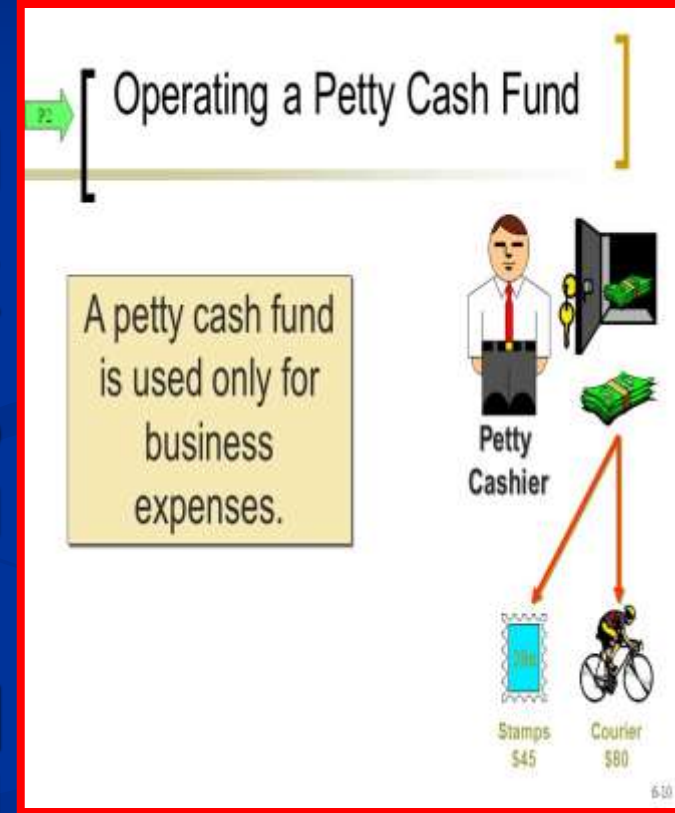 P2
Operating a Petty Cash Fund
A petty cash fund
is used only for
business
expenses.
Petty
Cashier
Stamps
$45
Courier
$80
6-10